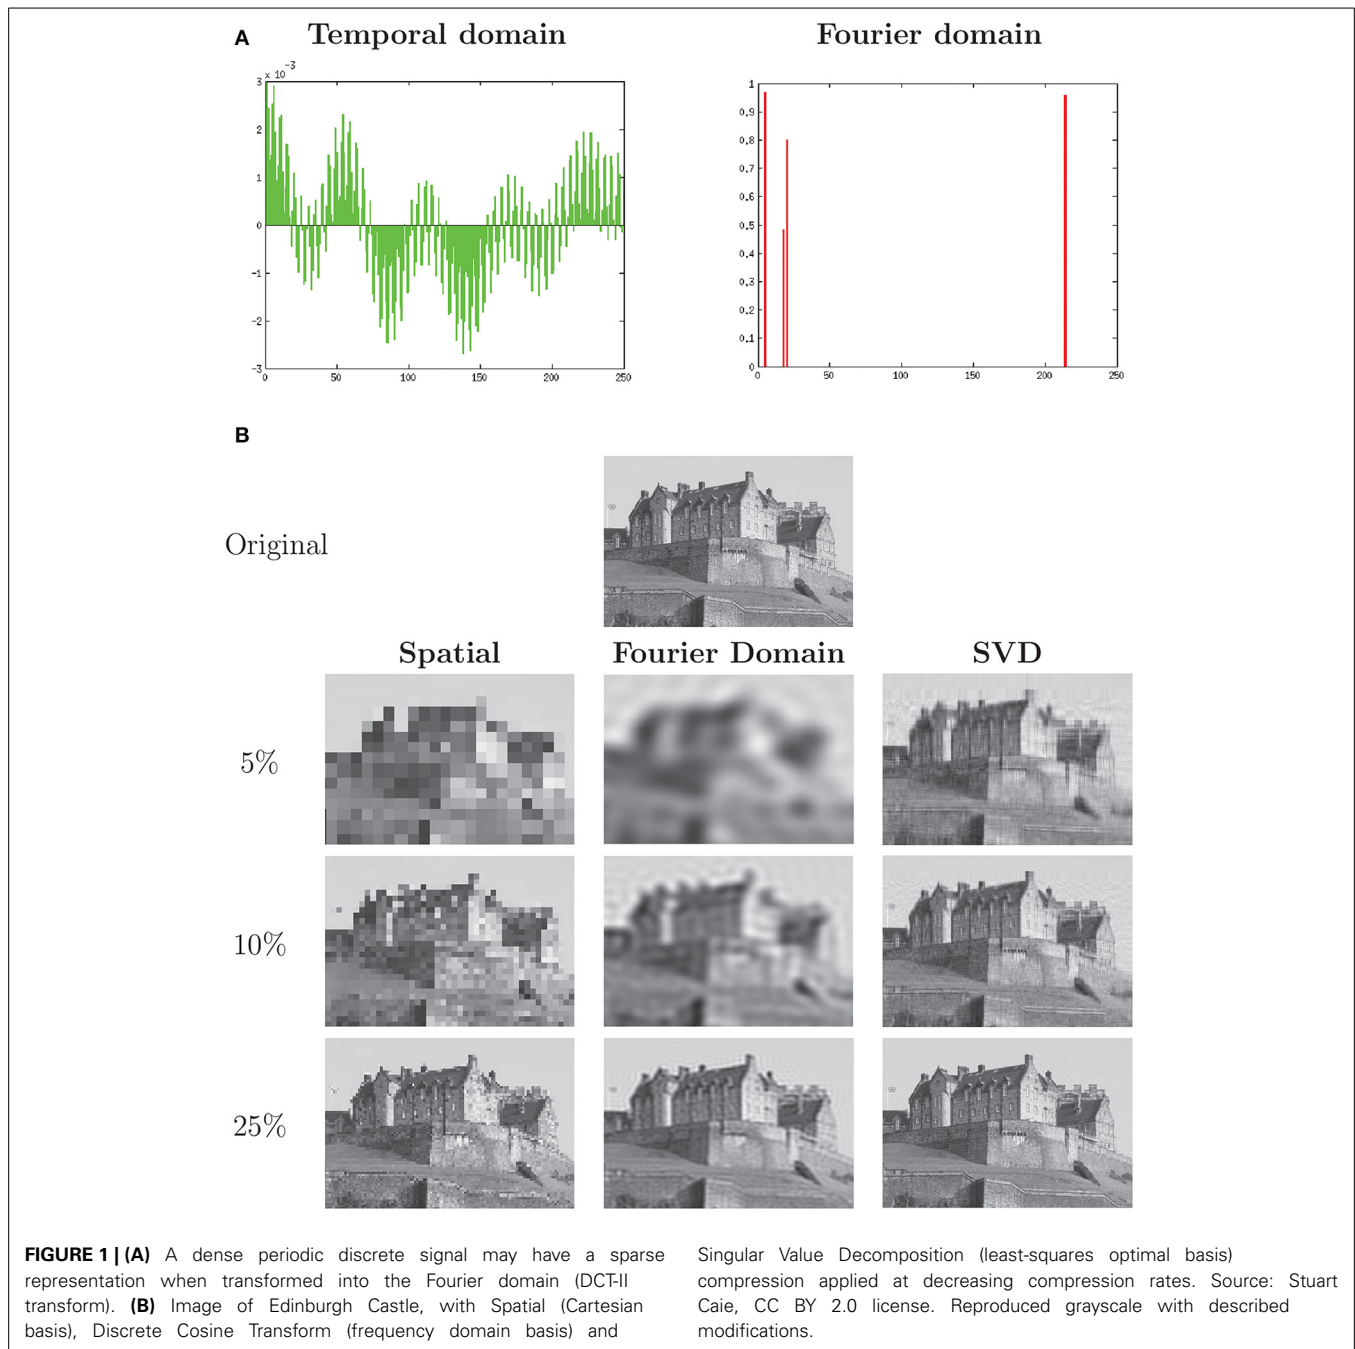 A
Temporal domain
Fourier domain
x 10⁻³
3
2
1
0
-1
-2
-3
0 50 100 150 200 250
1
0.9
0.8
0.7
0.6
0.5
0.4
0.3
0.2
0.1
0
0 50 100 150 200 250
B
Original
Spatial Fourier Domain SVD
5%
10%
25%
FIGURE 1 | (A) A dense periodic discrete signal may have a sparse
representation when transformed into the Fourier domain (DCT-II
transform). (B) Image of Edinburgh Castle, with Spatial (Cartesian
basis), Discrete Cosine Transform (frequency domain basis) and
Singular Value Decomposition (least-squares optimal basis)
compression applied at decreasing compression rates. Source: Stuart
Caie, CC BY 2.0 license. Reproduced grayscale with described
modifications.